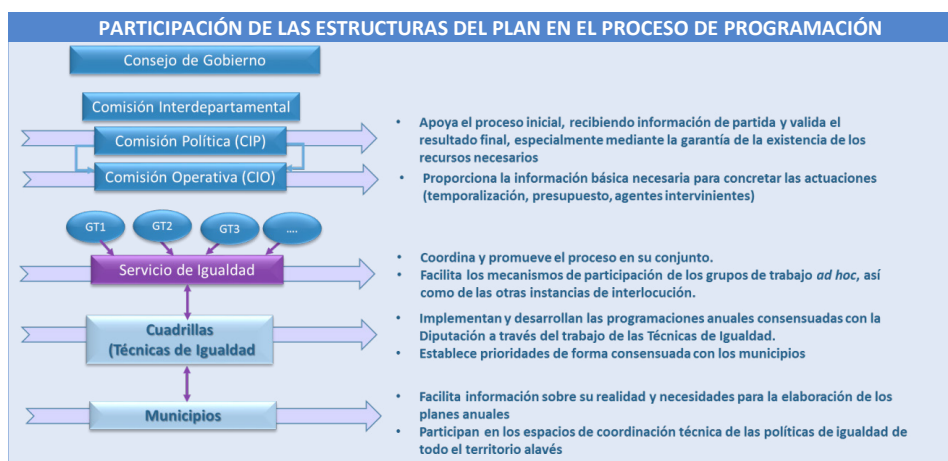 PARTICIPACIÓN DE LAS ESTRUCTURAS DEL PLAN EN EL PROCESO DE PROGRAMACIÓN
Consejo de Gobierno
Comisión Interdepartamental
Comisión Política (CIP)
Comisión Operativa (CIO)
• Apoya el proceso inicial, recibiendo información de partida y valida el
resultado final, especialmente mediante la garantía de la existencia de los
recursos necesarios
• Proporciona la información básica necesaria para concretar las actuaciones
(temporalización, presupuesto, agentes intervinientes)
GT1
GT2
GT3
....
Servicio de Igualdad
• Coordina y promueve el proceso en su conjunto.
• Facilita los mecanismos de participación de los grupos de trabajo ad hoc, así
como de las otras instancias de interlocución.
Cuadrillas
(Técnicas de Igualdad
• Implementan y desarrollan las programaciones anuales consensuadas con la
Diputación a través del trabajo de las Técnicas de Igualdad.
• Establece prioridades de forma consensuada con los municipios
Municipios
• Facilita información sobre su realidad y necesidades para la elaboración de los
planes anuales
• Participan en los espacios de coordinación técnica de las políticas de igualdad de
todo el territorio alavés